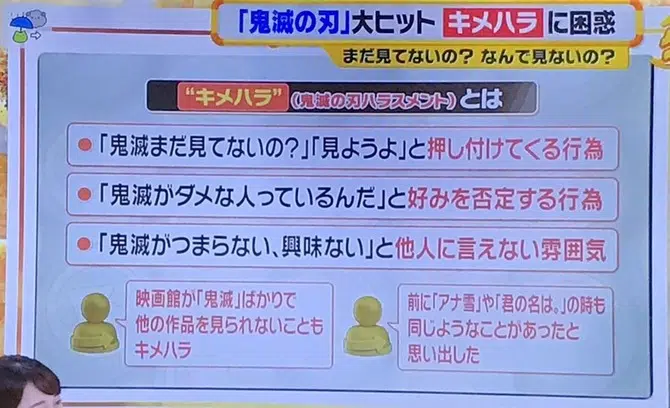 「鬼滅の刃」大ヒット キメハラに困惑
まだ見てないの？なんで見ないの？
“キメハラ”（鬼滅の刃ハラスメント）とは
●「鬼滅まだ見てないの？」「見ようよ」と押し付けてくる行為
●「鬼滅がダメな人っているんだ」と好みを否定する行為
●「鬼滅がつまらない、興味ない」と他人に言えない雰囲気
映画館が「鬼滅」ばかりで
他の作品を見られないことも
キメハラ
前に「アナ雪」や「君の名は。」の時も
同じようなことがあったと
思い出した